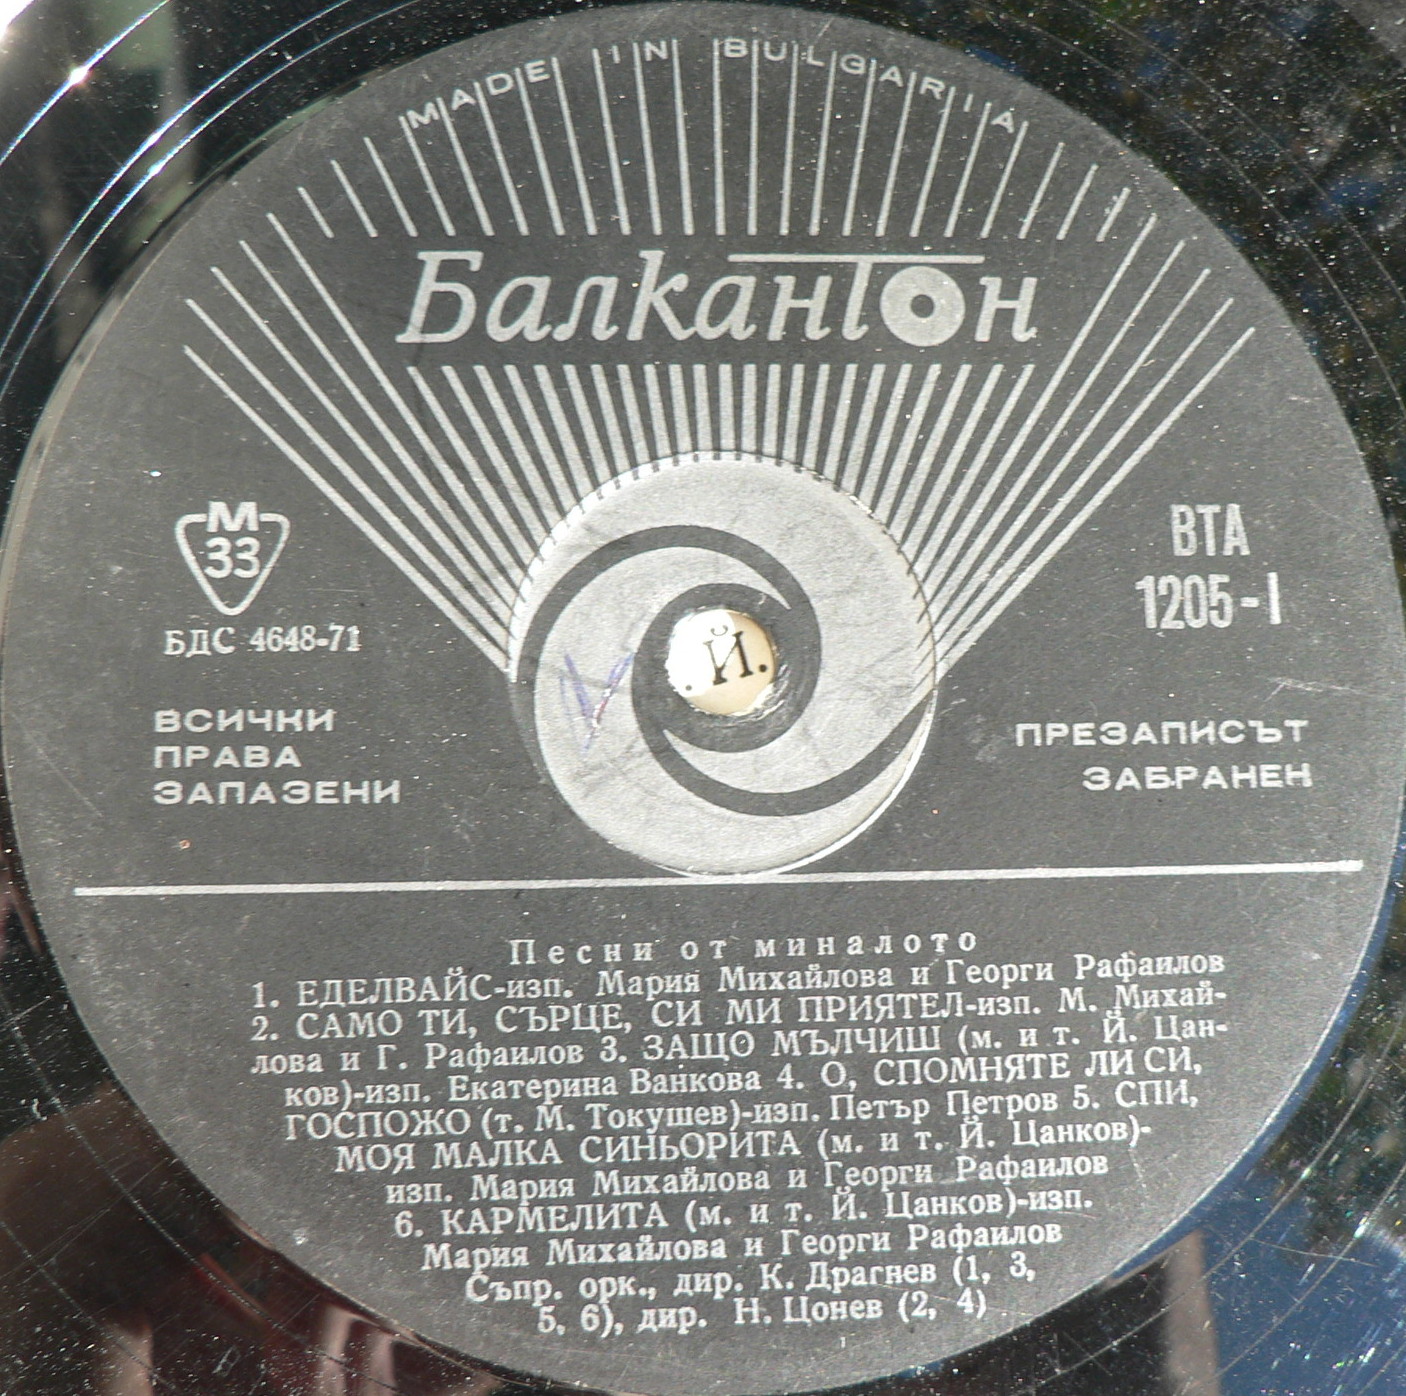 MADE IN BULGARIA
Балкантон
М
33
БДС 4648-71
ВТА
1205-I
ВСИЧКИ
ПРАВА
ЗАПАЗЕНИ
ПРЕЗАПИСЪТ
ЗАБРАНЕН
. Й.
Песни от миналото
1. ЕДЕЛВАЙС-изп. Мария Михайлова и Георги Рафаилов
2. САМО ТИ, СЪРЦЕ, СИ МИ ПРИЯТЕЛ-изп. М. Михай-
лова и Г. Рафаилов 3. ЗАЩО МЪЛЧИШ (м. и т. Й. Цан-
ков)-изп. Екатерина Ванкова 4. О, СПОМНЯТЕ ЛИ СИ,
ГОСПОЖО (т. М. Токушев)-изп. Петър Петров 5. СПИ,
МОЯ МАЛКА СИНЬОРИТА (м. и т. Й. Цанков)-
изп. Мария Михайлова и Георги Рафаилов
6. КАРМЕЛИТА (м. и т. Й. Цанков)-изп.
Мария Михайлова и Георги Рафаилов
Съпр. орк., дир. К. Драгнев (1, 3,
5, 6), дир. Н. Цонев (2, 4)